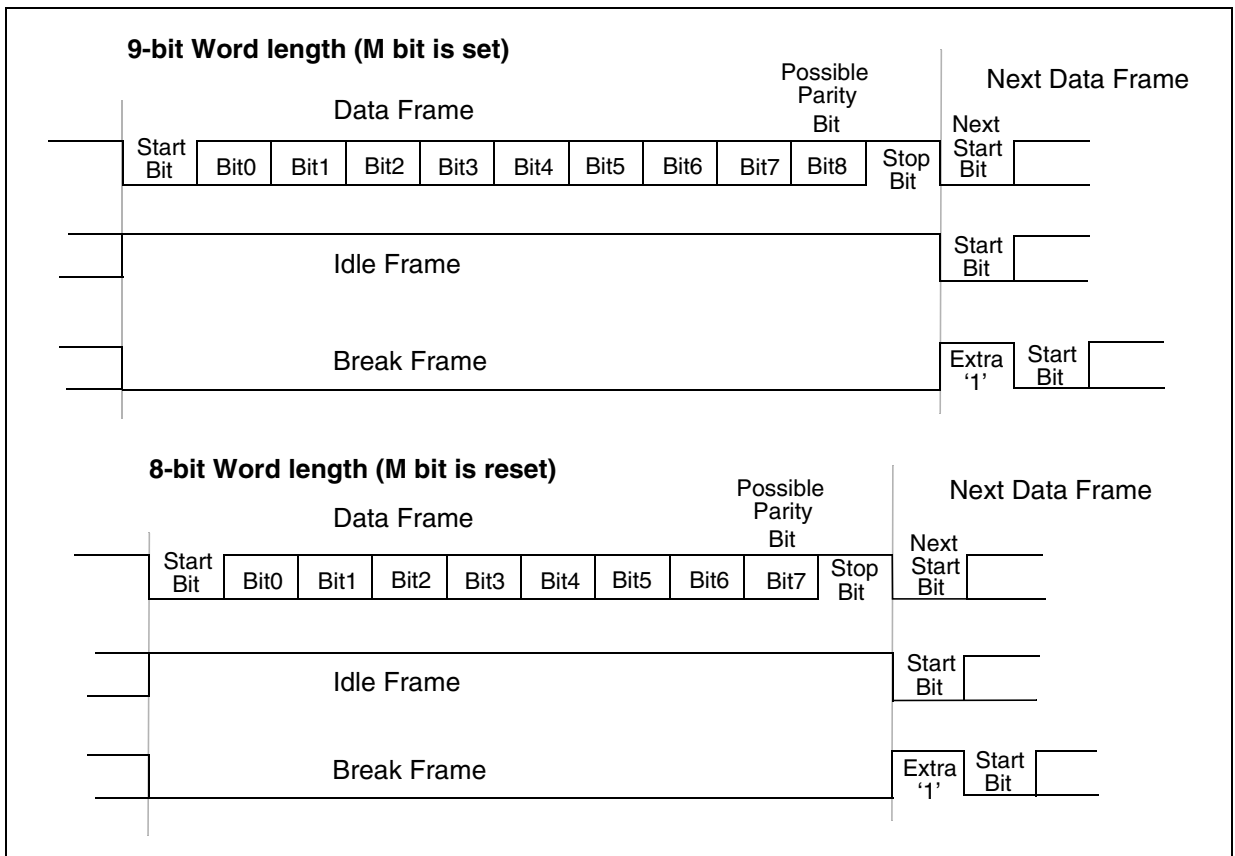 9-bit Word length (M bit is set)
Possible
Parity
Bit
Next Data Frame
Data Frame
Start
Bit
Bit0
Bit1
Bit2
Bit3
Bit4
Bit5
Bit6
Bit7
Bit8
Stop
Bit
Next
Start
Bit
Idle Frame
Start
Bit
Break Frame
Extra
‘1’
Start
Bit
8-bit Word length (M bit is reset)
Possible
Parity
Bit
Next Data Frame
Data Frame
Start
Bit
Bit0
Bit1
Bit2
Bit3
Bit4
Bit5
Bit6
Bit7
Stop
Bit
Next
Start
Bit
Idle Frame
Start
Bit
Break Frame
Extra
‘1’
Start
Bit